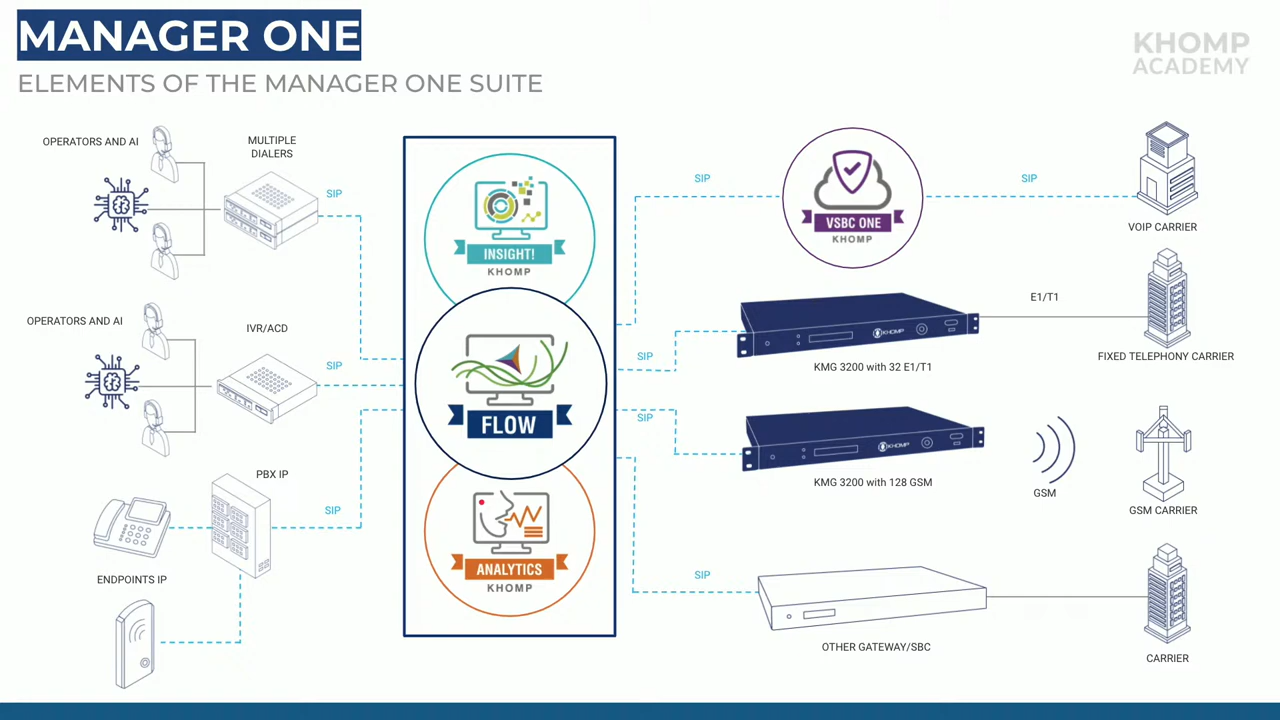 MANAGER ONE
ELEMENTS OF THE MANAGER ONE SUITE
KHOMP
ACADEMY
OPERATORS AND AI
MULTIPLE
DIALERS
SIP
OPERATORS AND AI
IVR/ACD
SIP
PBX IP
SIP
ENDPOINTS IP
INSIGHT!
KHOMP
FLOW
ANALYTICS
KHOMP
SIP
VSBC ONE
KHOMP
SIP
VOIP CARRIER
SIP
KHOMP
KMG 3200 with 32 E1/T1
E1/T1
FIXED TELEPHONY CARRIER
SIP
KHOMP
KMG 3200 with 128 GSM
GSM
GSM CARRIER
SIP
OTHER GATEWAY/SBC
CARRIER